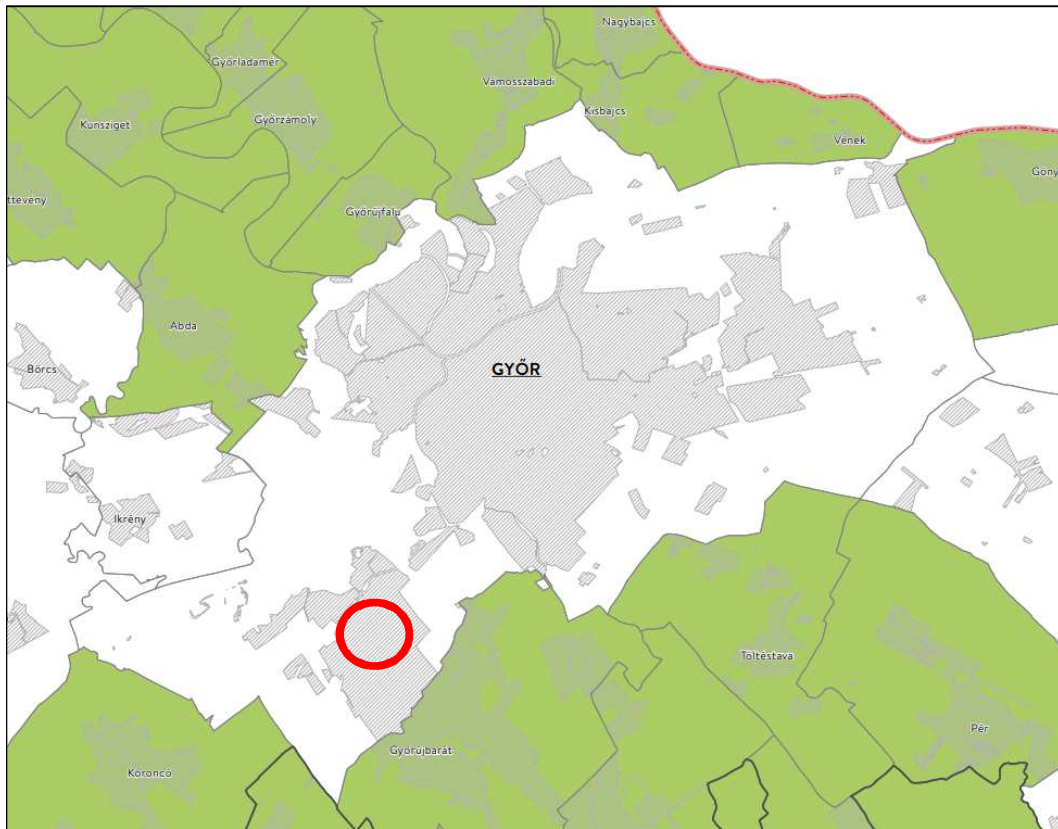 Nagybajcs
Győrladamér
Vámosszabadi
Kisbajcs
Kunsziget
Győrzámoly
Vének
Gony
ttevény
Győrújfalu
Abda
Börcs
GYŐR
Ikrény
Töltéstava
Pér
Győrújbarát
Koroncó